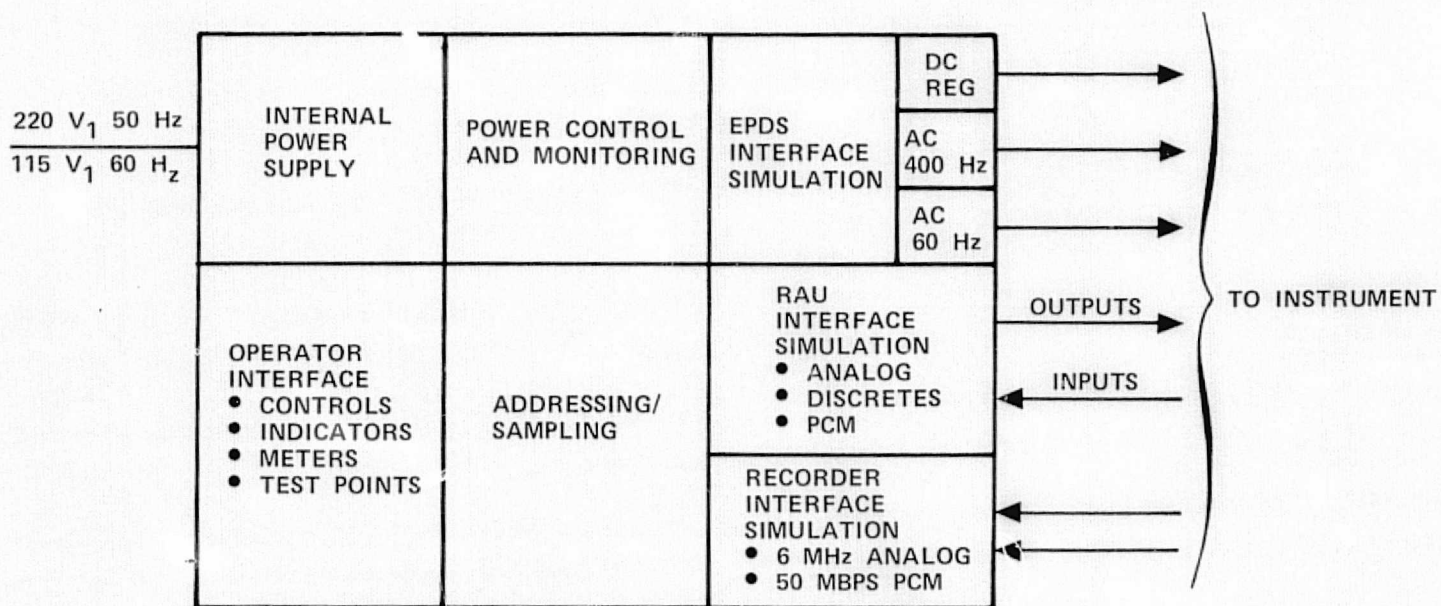 220 V₁ 50 Hz
115 V₁ 60 Hz
INTERNAL
POWER
SUPPLY
POWER CONTROL
AND MONITORING
EPDS
INTERFACE
SIMULATION
DC
REG
AC
400 Hz
AC
60 Hz
OPERATOR
INTERFACE
• CONTROLS
• INDICATORS
• METERS
• TEST POINTS
ADDRESSING/
SAMPLING
RAU
INTERFACE
SIMULATION
• ANALOG
• DISCRETES
• PCM
RECORDER
INTERFACE
SIMULATION
• 6 MHz ANALOG
• 50 MBPS PCM
OUTPUTS
INPUTS
TO INSTRUMENT